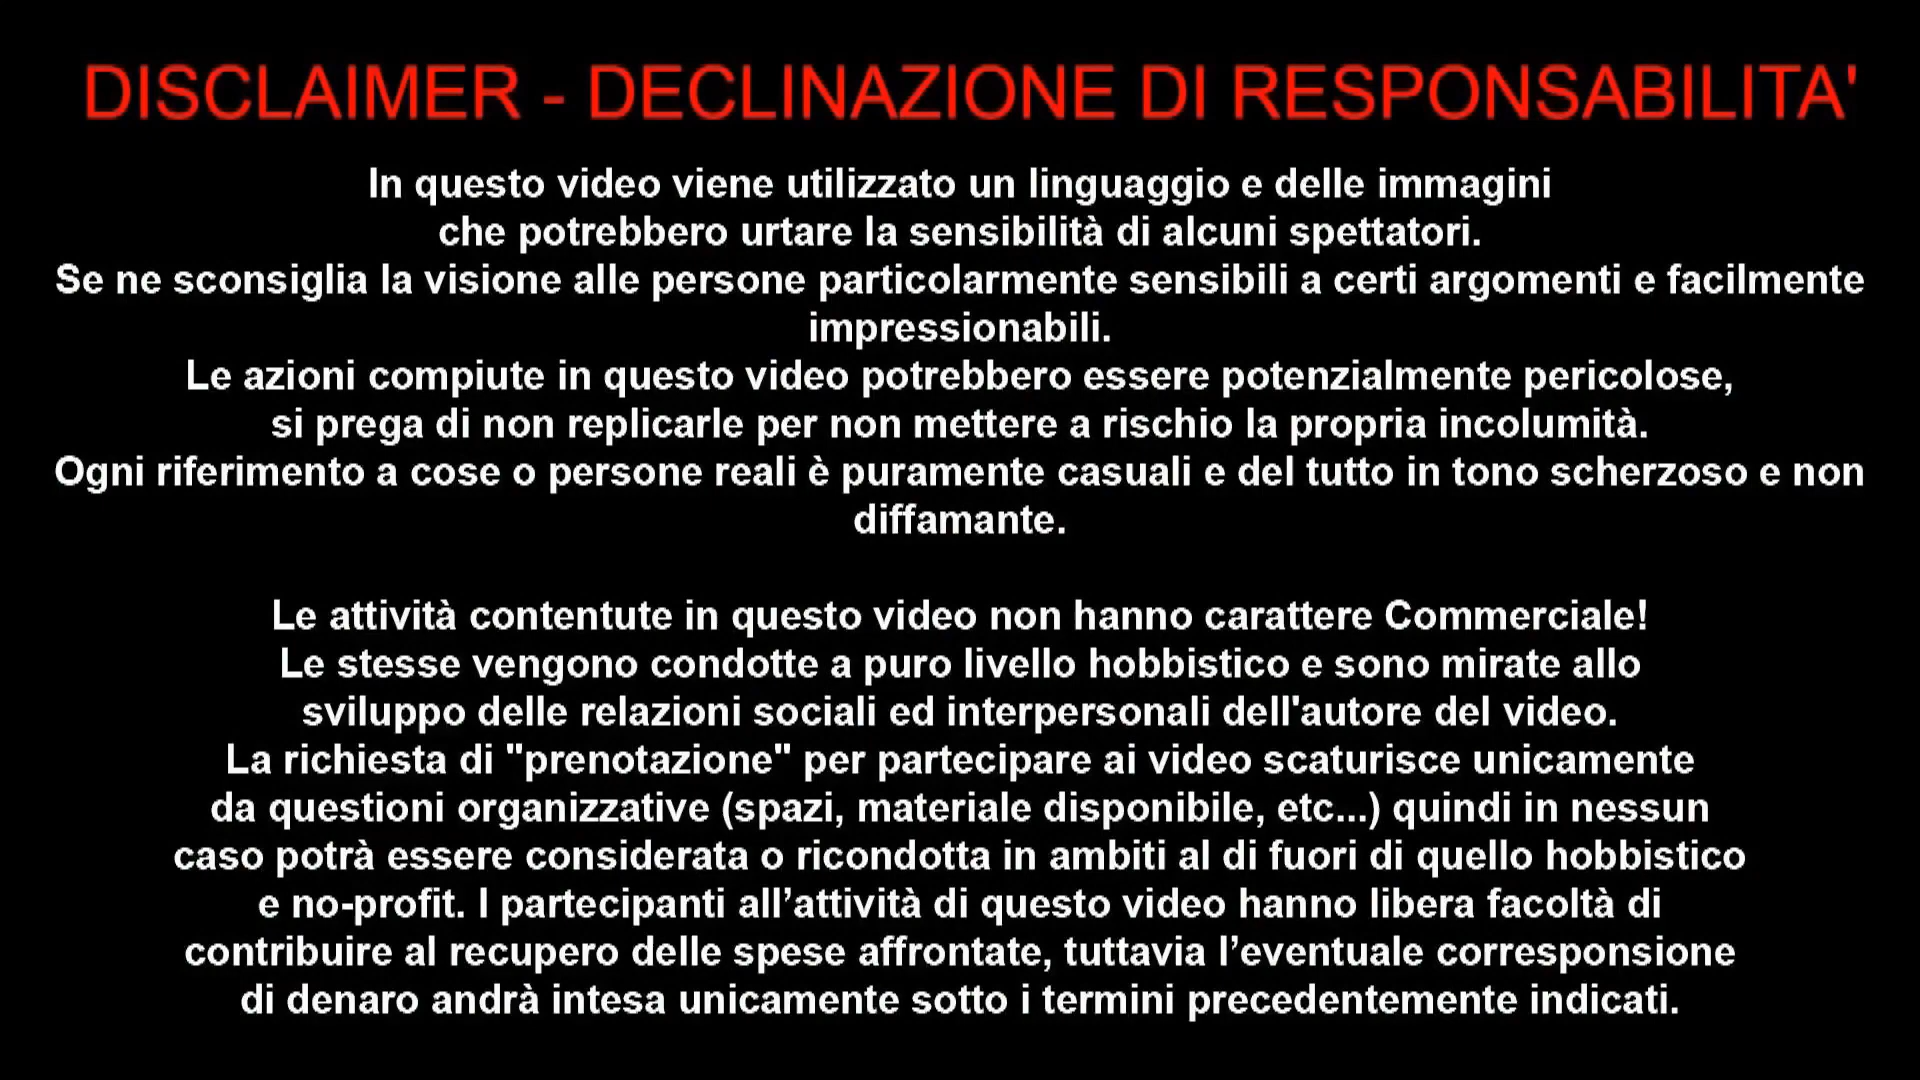 DISCLAIMER - DECLINAZIONE DI RESPONSABILITA'
In questo video viene utilizzato un linguaggio e delle immagini
che potrebbero urtare la sensibilità di alcuni spettatori.
Se ne sconsiglia la visione alle persone particolarmente sensibili a certi argomenti e facilmente
impressionabili.
Le azioni compiute in questo video potrebbero essere potenzialmente pericolose,
si prega di non replicarle per non mettere a rischio la propria incolumità.
Ogni riferimento a cose o persone reali è puramente casuali e del tutto in tono scherzoso e non
diffamante.
Le attività contentute in questo video non hanno carattere Commerciale!
Le stesse vengono condotte a puro livello hobbistico e sono mirate allo
sviluppo delle relazioni sociali ed interpersonali dell'autore del video.
La richiesta di "prenotazione" per partecipare ai video scaturisce unicamente
da questioni organizzative (spazi, materiale disponibile, etc...) quindi in nessun
caso potrà essere considerata o ricondotta in ambiti al di fuori di quello hobbistico
e no-profit. I partecipanti all’attività di questo video hanno libera facoltà di
contribuire al recupero delle spese affrontate, tuttavia l’eventuale corresponsione
di denaro andrà intesa unicamente sotto i termini precedentemente indicati.